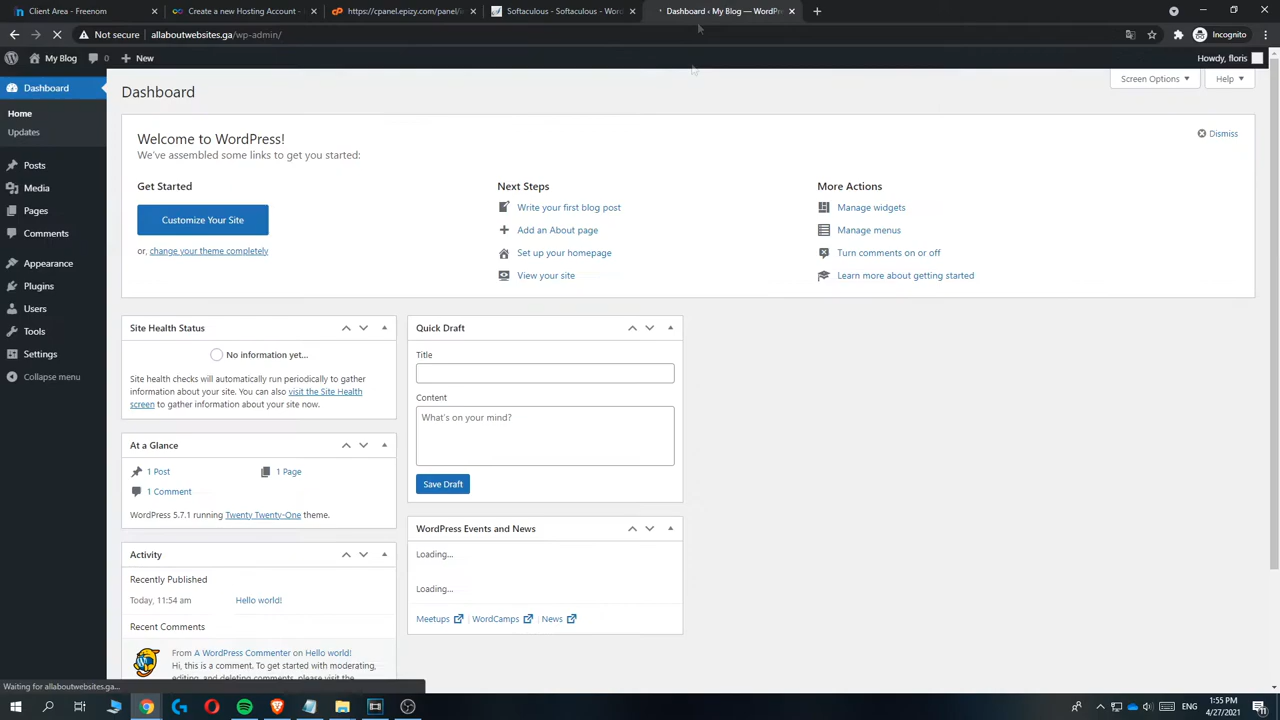 Client Area - Freenom
Create a new Hosting Account -
https://cpanel.epizy.com/panel/
Softaculous - Softaculous - Wor
Dashboard ‹ My Blog — WordPr
Not secure | allaboutwebsites.ga/wp-admin/
Incognito
My Blog 0 New
Howdy, floris
Dashboard
Home
Updates
Posts
Media
Pages
Comments
Appearance
Plugins
Users
Tools
Settings
Collapse menu
Screen Options
Help
Dashboard
Welcome to WordPress!
Dismiss
We've assembled some links to get you started:
Get Started
Customize Your Site
or, change your theme completely
Next Steps
Write your first blog post
Add an About page
Set up your homepage
View your site
More Actions
Manage widgets
Manage menus
Turn comments on or off
Learn more about getting started
Site Health Status
No information yet...
Site health checks will automatically run periodically to gather
information about your site. You can also visit the Site Health
screen to gather information about your site now.
At a Glance
1 Post
1 Page
1 Comment
WordPress 5.7.1 running Twenty Twenty-One theme.
Activity
Recently Published
Today, 11:54 am Hello world!
Recent Comments
From A WordPress Commenter on Hello world!
Hi, this is a comment. To get started with moderating,
editing, and deleting comments, please visit the
Quick Draft
Title
Content
What's on your mind?
Save Draft
WordPress Events and News
Loading...
Loading...
Meetups | WordCamps | News
Waiting for allaboutwebsites.ga...
ENG
1:55 PM
4/27/2021